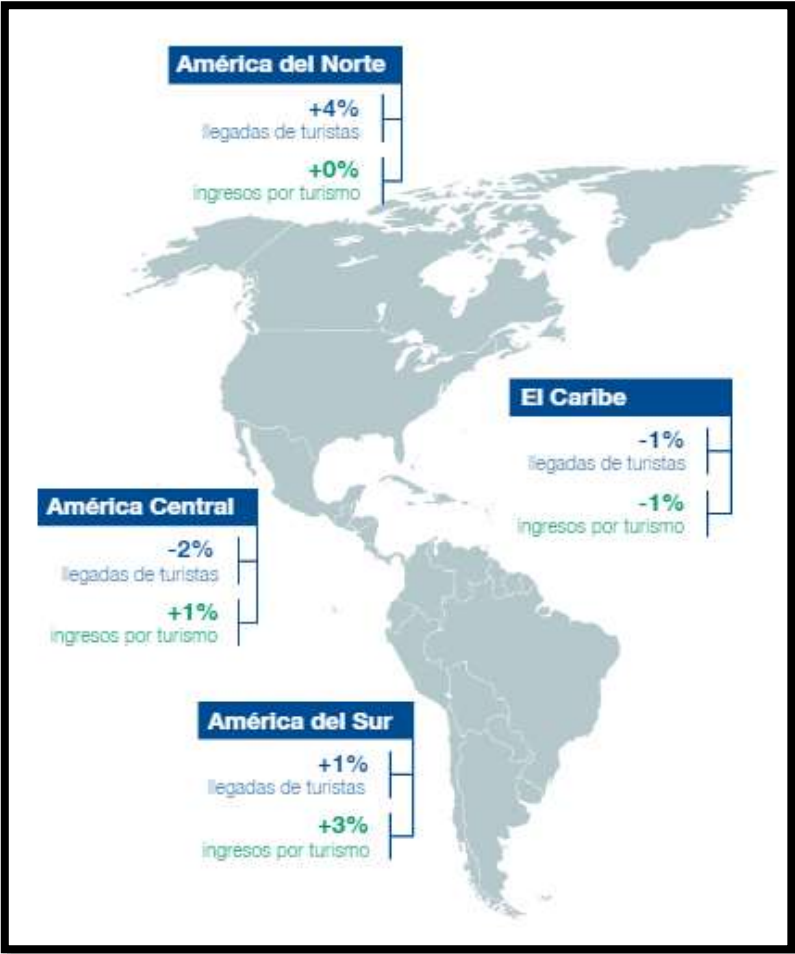 América del Norte
+4%
llegadas de turistas
+0%
ingresos por turismo
El Caribe
-1%
llegadas de turistas
-1%
ingresos por turismo
América Central
-2%
llegadas de turistas
+1%
ingresos por turismo
América del Sur
+1%
llegadas de turistas
+3%
ingresos por turismo